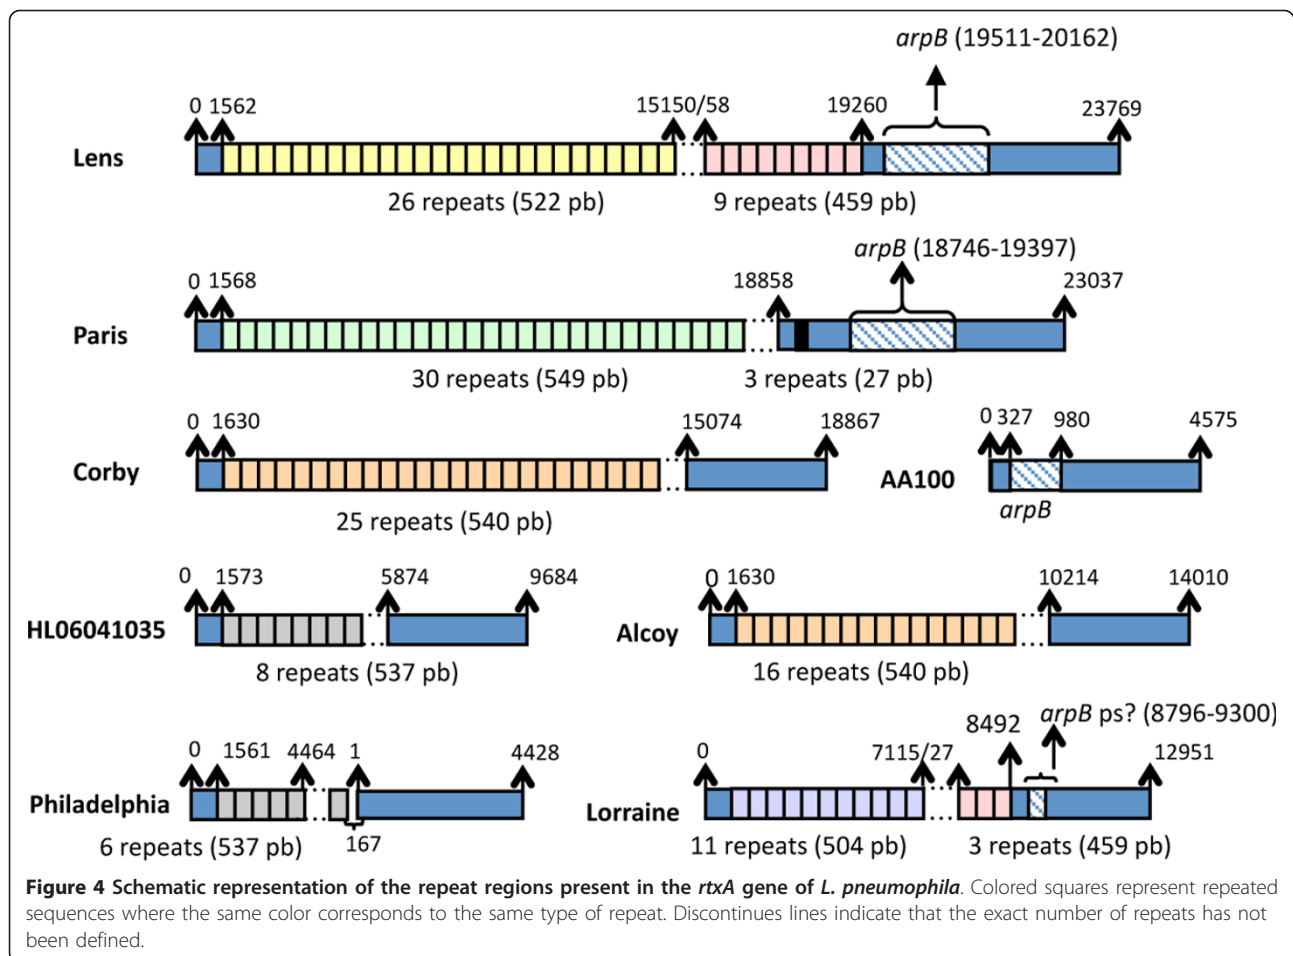 arpB (19511-20162)
0 1562 15150/58 19260 23769
Lens
26 repeats (522 pb) 9 repeats (459 pb)
arpB (18746-19397)
0 1568 18858 23037
Paris
30 repeats (549 pb) 3 repeats (27 pb)
0 1630 15074 18867
Corby
25 repeats (540 pb)
0 327 980 4575
AA100
arpB
0 1573 5874 9684
HL06041035
8 repeats (537 pb)
0 1630 10214 14010
Alcoy
16 repeats (540 pb)
0 1561 4464 1 4428
Philadelphia
6 repeats (537 pb) 167
arpB ps? (8796-9300)
0 7115/27 8492 12951
Lorraine
11 repeats (504 pb) 3 repeats (459 pb)
Figure 4 Schematic representation of the repeat regions present in the rtxA gene of L. pneumophila. Colored squares represent repeated
sequences where the same color corresponds to the same type of repeat. Discontinues lines indicate that the exact number of repeats has not
been defined.